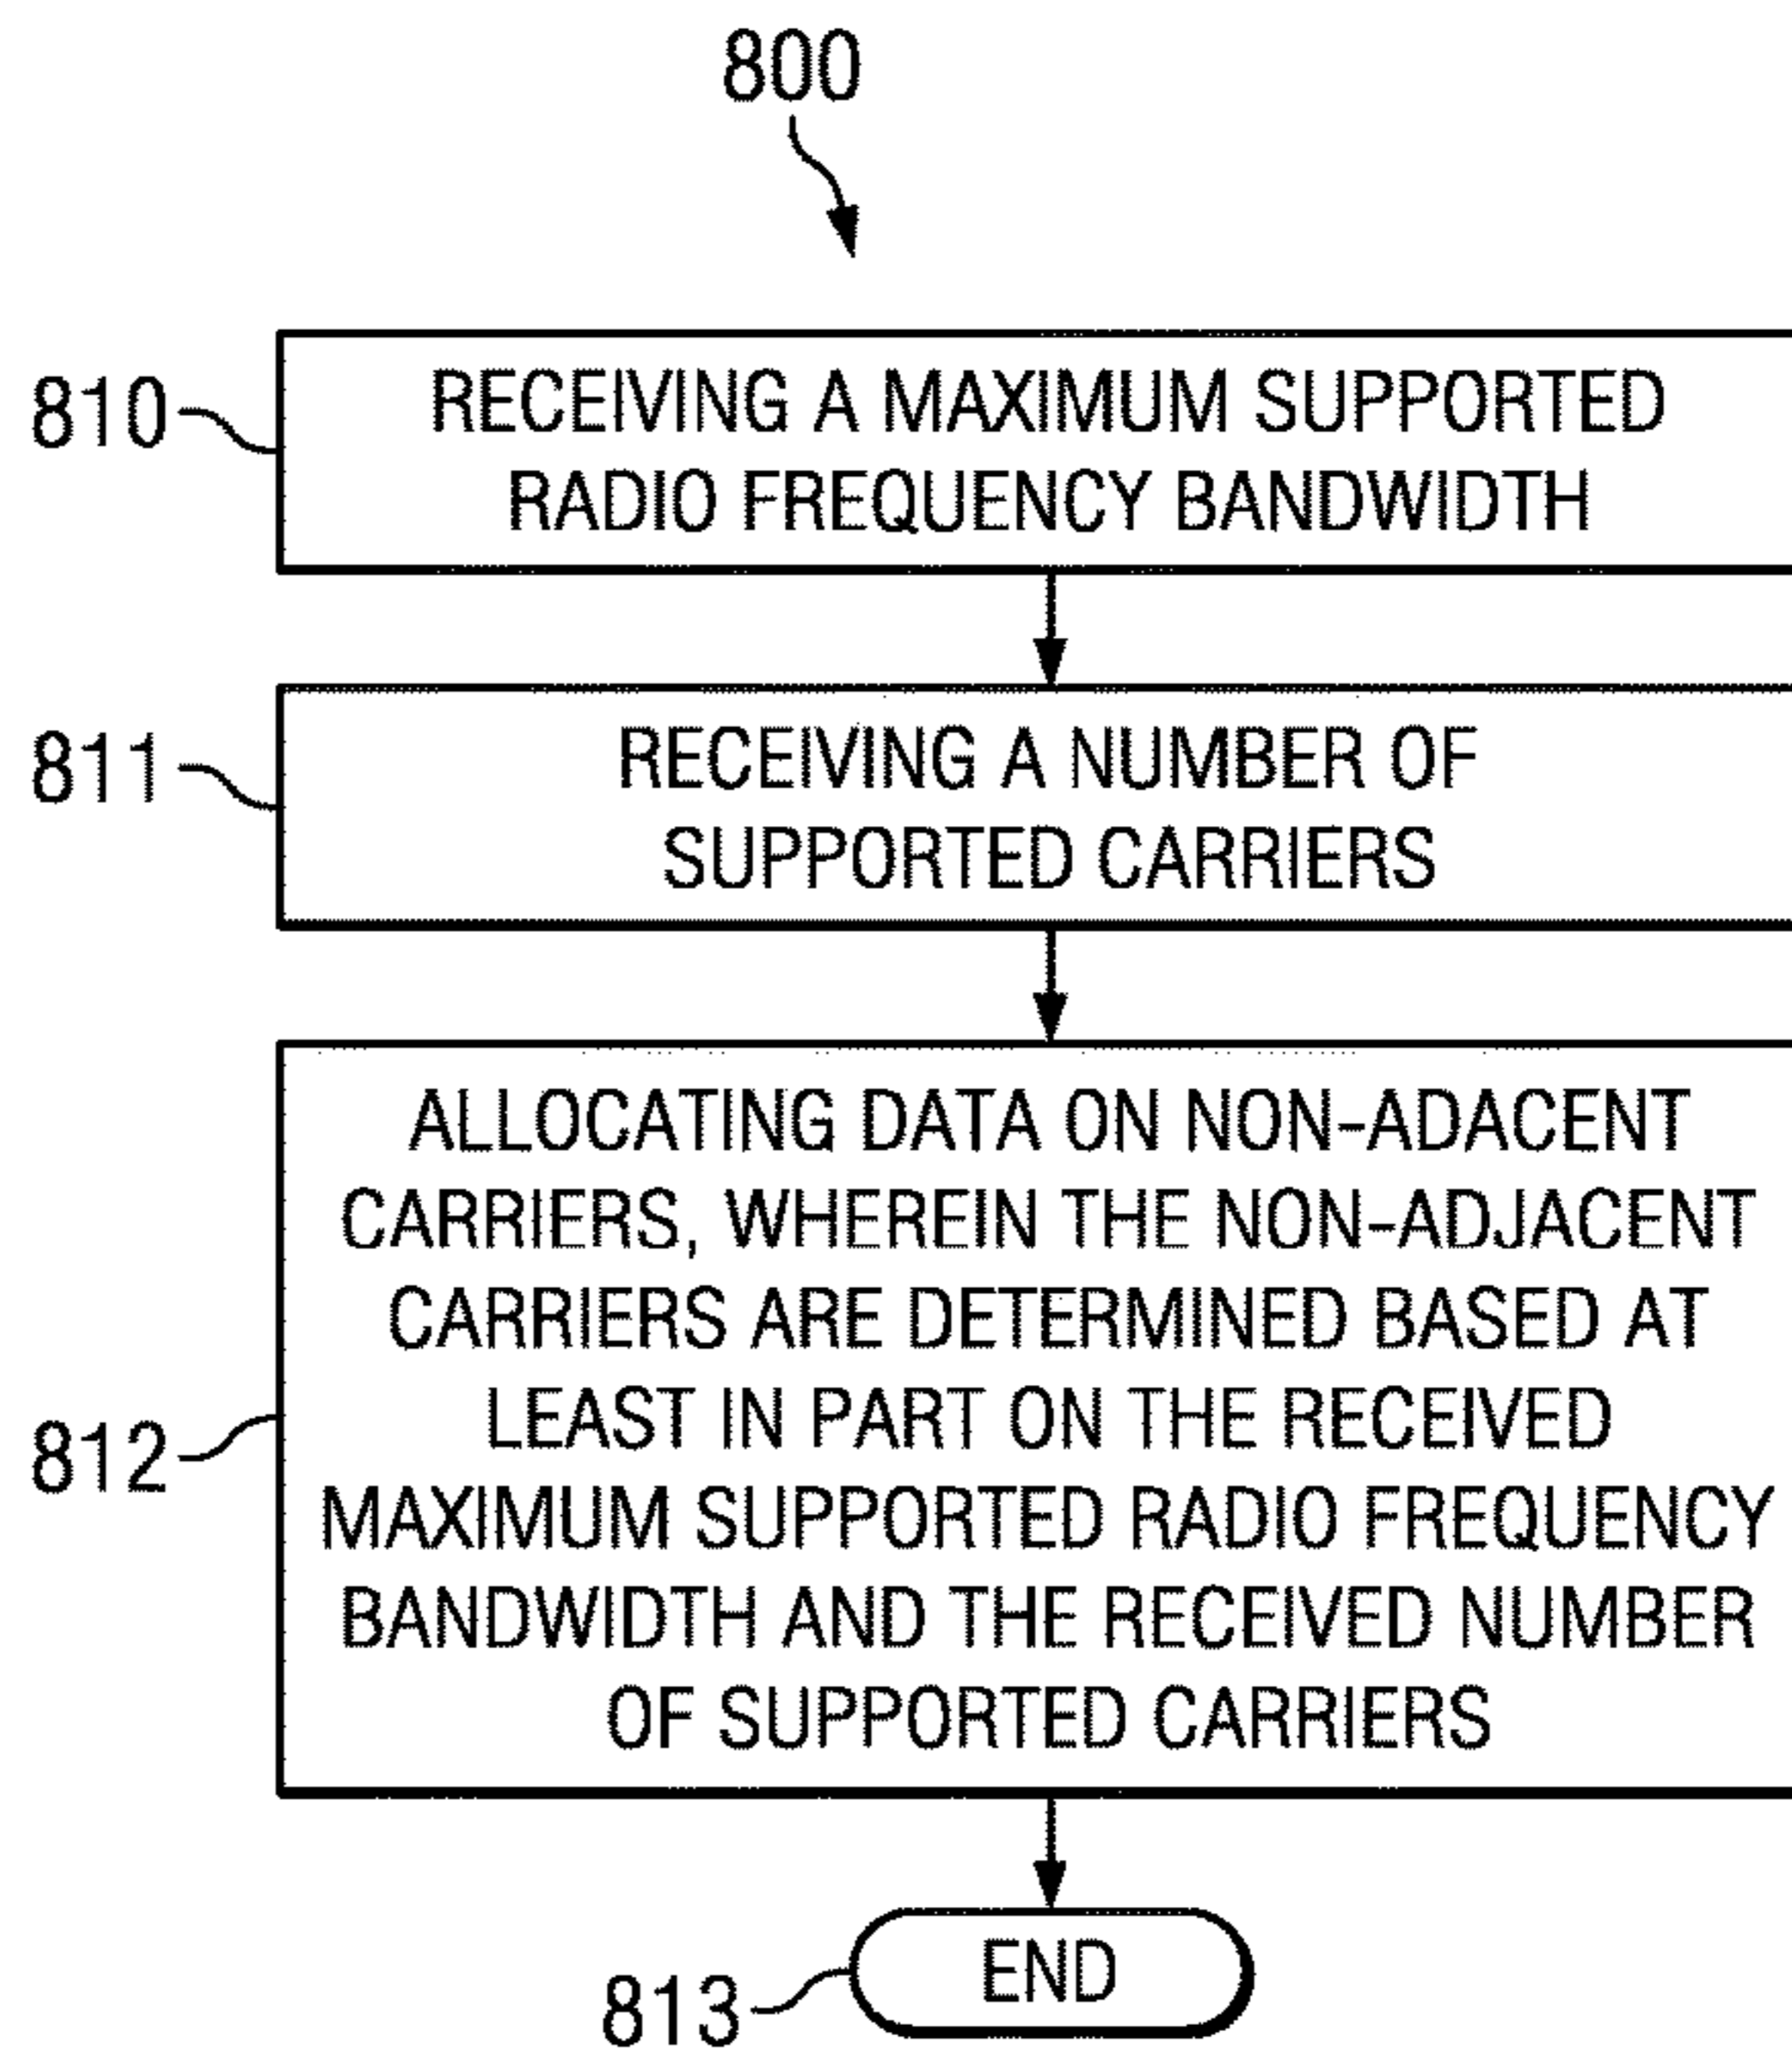 800
810
RECEIVING A MAXIMUM SUPPORTED
RADIO FREQUENCY BANDWIDTH
811
RECEIVING A NUMBER OF
SUPPORTED CARRIERS
812
ALLOCATING DATA ON NON-ADACENT
CARRIERS, WHEREIN THE NON-ADJACENT
CARRIERS ARE DETERMINED BASED AT
LEAST IN PART ON THE RECEIVED
MAXIMUM SUPPORTED RADIO FREQUENCY
BANDWIDTH AND THE RECEIVED NUMBER
OF SUPPORTED CARRIERS
813
END